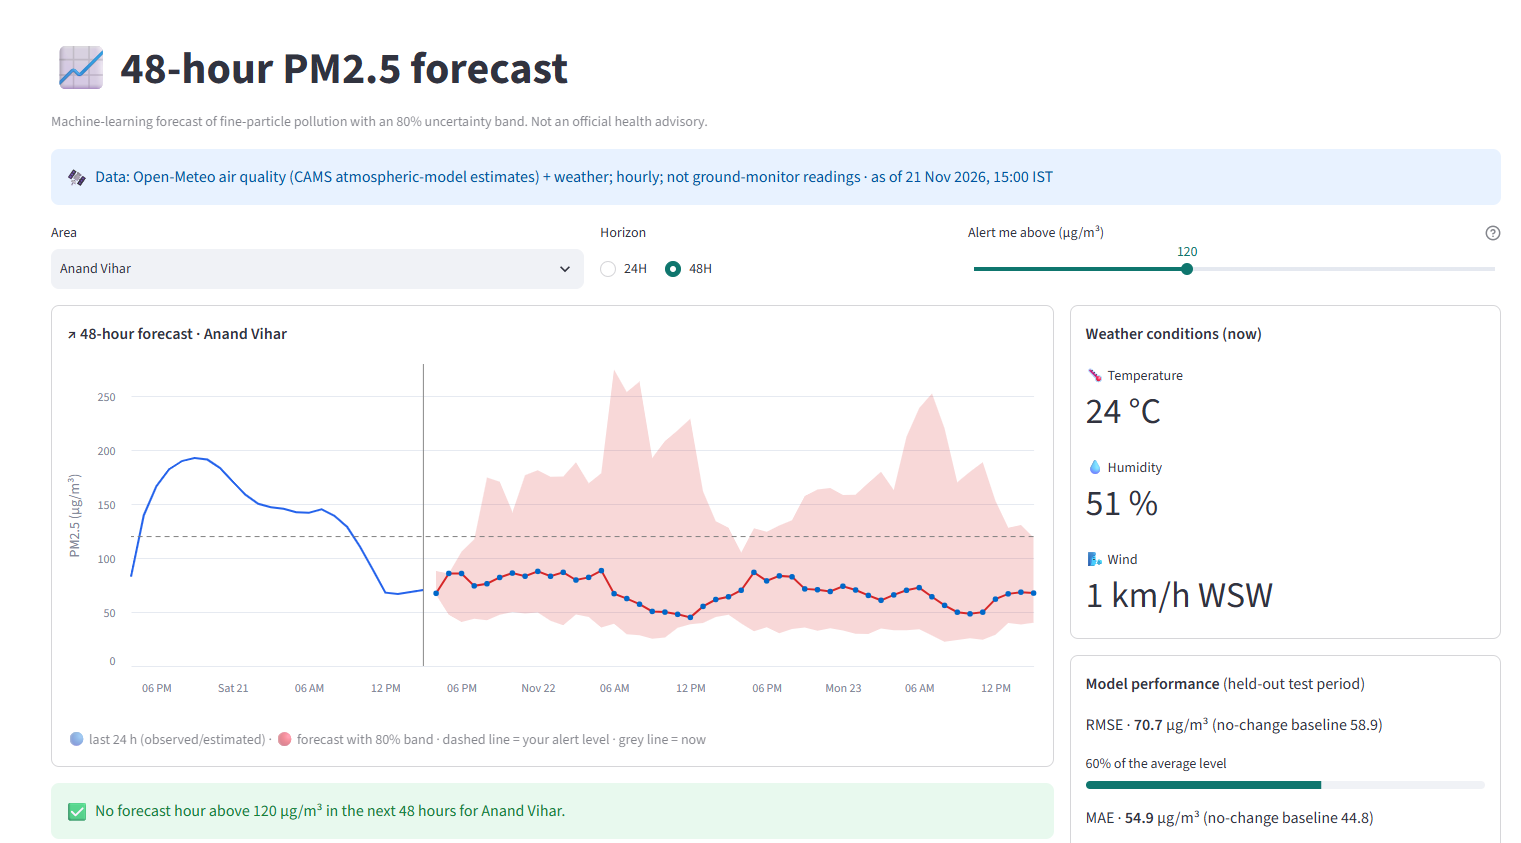 48-hour PM2.5 forecast
Machine-learning forecast of fine-particle pollution with an 80% uncertainty band. Not an official health advisory.
Data: Open-Meteo air quality (CAMS atmospheric-model estimates) + weather; hourly; not ground-monitor readings · as of 21 Nov 2026, 15:00 IST
Area
Anand Vihar
Horizon
24H
48H
Alert me above (µg/m³)
120
↗ 48-hour forecast · Anand Vihar
PM2.5 (µg/m³)
250
200
150
100
50
0
06 PM
Sat 21
06 AM
12 PM
06 PM
Nov 22
06 AM
12 PM
06 PM
Mon 23
06 AM
12 PM
last 24 h (observed/estimated) · forecast with 80% band · dashed line = your alert level · grey line = now
No forecast hour above 120 µg/m³ in the next 48 hours for Anand Vihar.
Weather conditions (now)
Temperature
24 °C
Humidity
51 %
Wind
1 km/h WSW
Model performance (held-out test period)
RMSE · 70.7 µg/m³ (no-change baseline 58.9)
60% of the average level
MAE · 54.9 µg/m³ (no-change baseline 44.8)